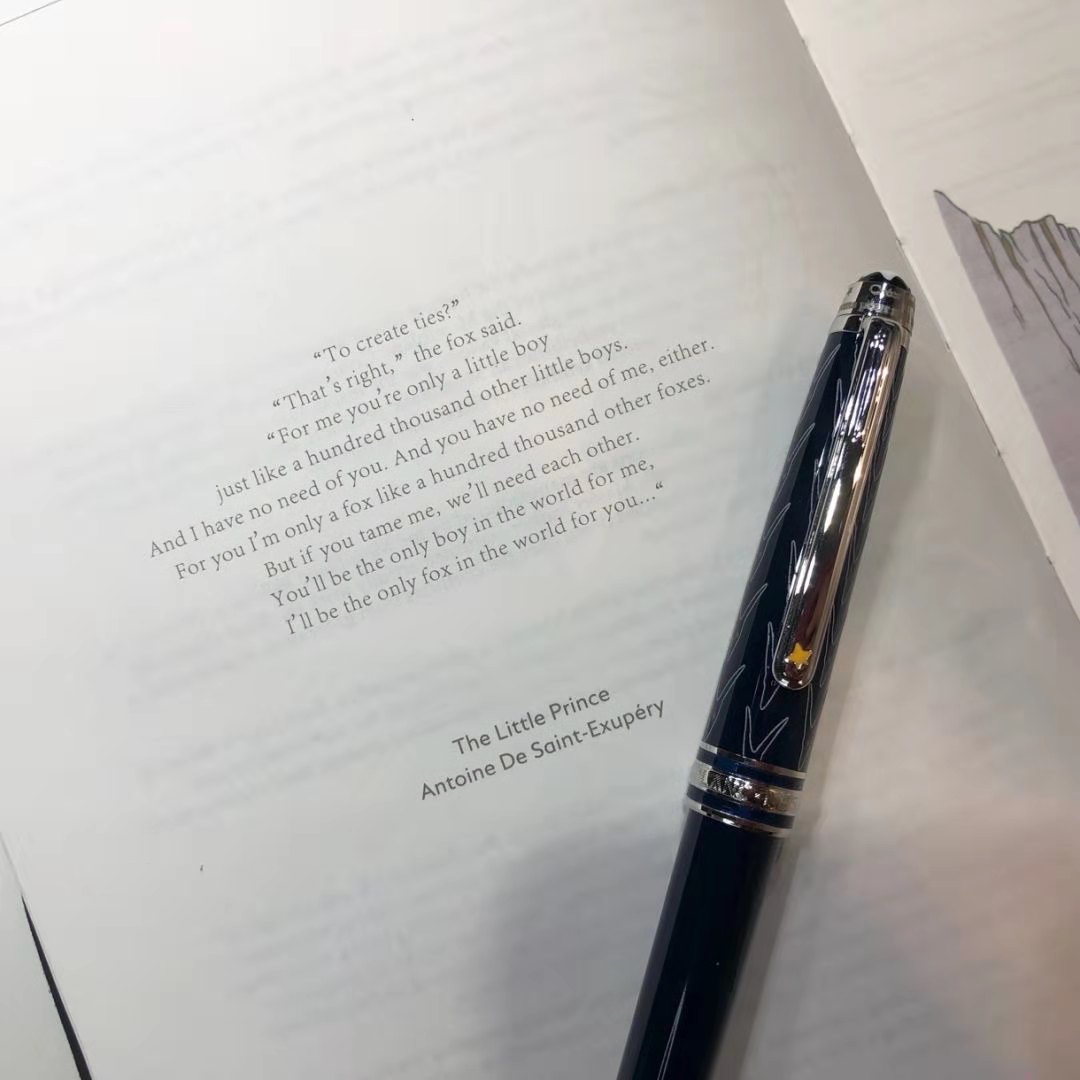 “To create ties?”
“That’s right,” the fox said.
“For me you’re only a little boy
just like a hundred thousand other little boys.
And I have no need of you. And you have no need of me, either.
For you I’m only a fox like a hundred thousand other foxes.
But if you tame me, we’ll need each other.
You’ll be the only boy in the world for me,
I’ll be the only fox in the world for you...“
The Little Prince
Antoine De Saint-Exupéry